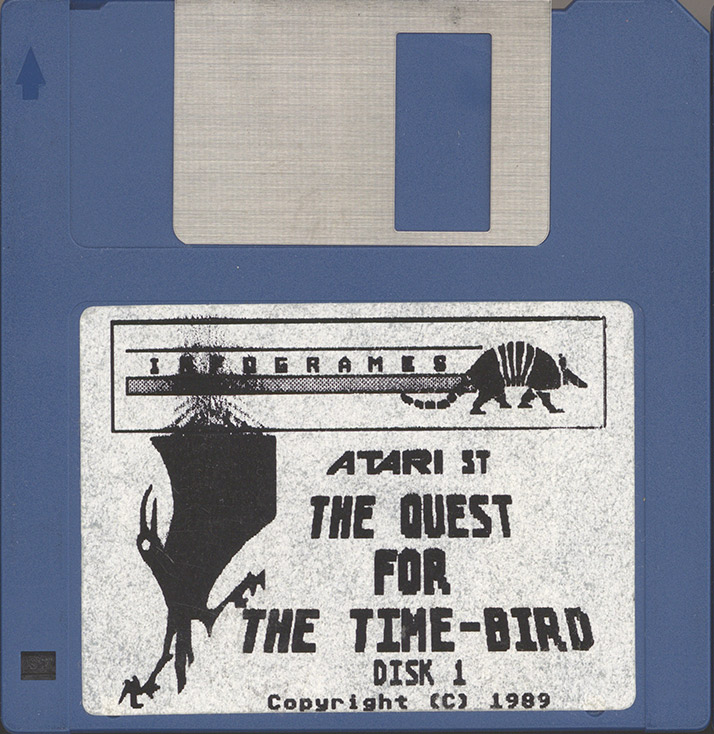 INFOGRAMES
ATARI ST
THE QUEST
FOR
THE TIME-BIRD
DISK 1
Copyright (C) 1989